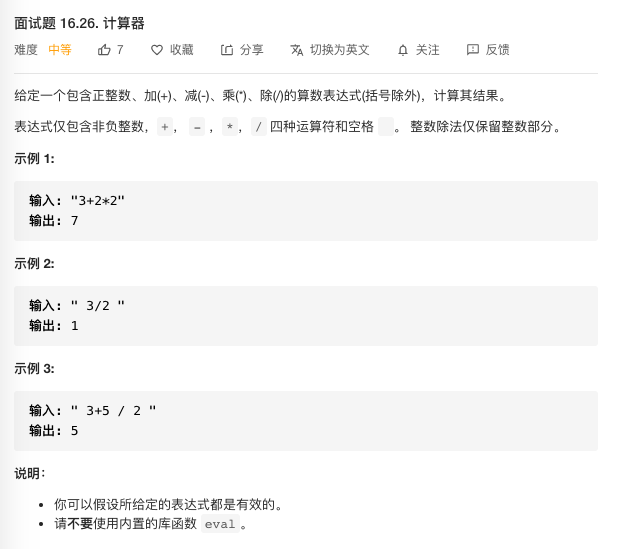 面试题 16.26. 计算器
难度 中等 7 收藏 分享 切换为英文 关注 反馈
给定一个包含正整数、加(+)、减(-)、乘(*)、除(/)的算数表达式(括号除外)，计算其结果。
表达式仅包含非负整数，+，-，*，/ 四种运算符和空格 。 整数除法仅保留整数部分。
示例 1:
输入: "3+2*2"
输出: 7
示例 2:
输入: " 3/2 "
输出: 1
示例 3:
输入: " 3+5 / 2 "
输出: 5
说明：
你可以假设所给定的表达式都是有效的。
请不要使用内置的库函数 eval。